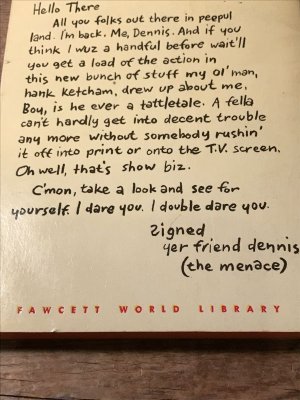 Hello There
All you folks out there in peepul
land. I'm back. Me, Dennis. And if you
think I wuz a handful before wait'll
you get a load of the action in
this new bunch of stuff my ol' man,
hank Ketcham, drew up about me.
Boy, is he ever a tattletale. A fella
can't hardly get into decent trouble
any more without somebody rushin'
it off into print or onto the T.V. screen.
Oh well, that's show biz.
C'mon, take a look and see for
yourself. I dare you. I double dare you.
Signed
yer friend dennis
(the menace)
FAWCETT WORLD LIBRARY